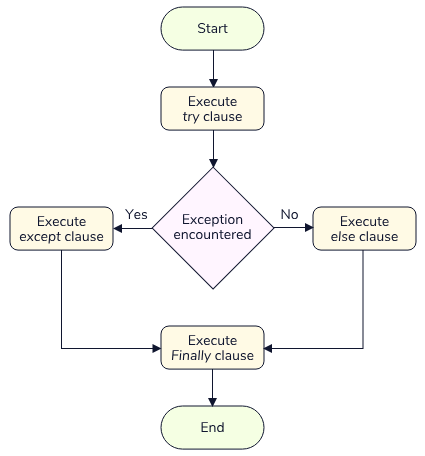 Start
Execute
try clause
Exception
encountered
Yes
No
Execute
except clause
Execute
else clause
Execute
Finally clause
End